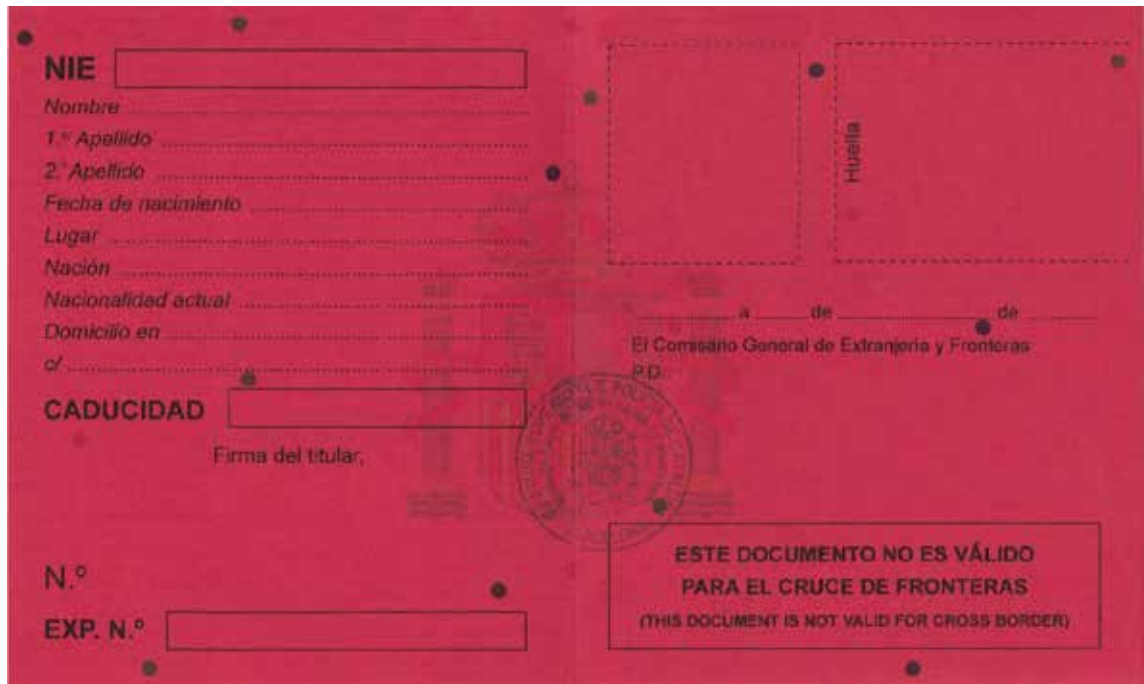 NIE
Nombre
1.er Apellido
2.º Apellido
Fecha de nacimiento
Lugar
Nación
Nacionalidad actual
Domicilio en
c/
CADUCIDAD
Firma del titular,
N.º
EXP. N.º
Huella
a de de
El Comisario General de Extranjería y Fronteras
P.D.
ESTE DOCUMENTO NO ES VÁLIDO
PARA EL CRUCE DE FRONTERAS
(THIS DOCUMENT IS NOT VALID FOR CROSS BORDER)